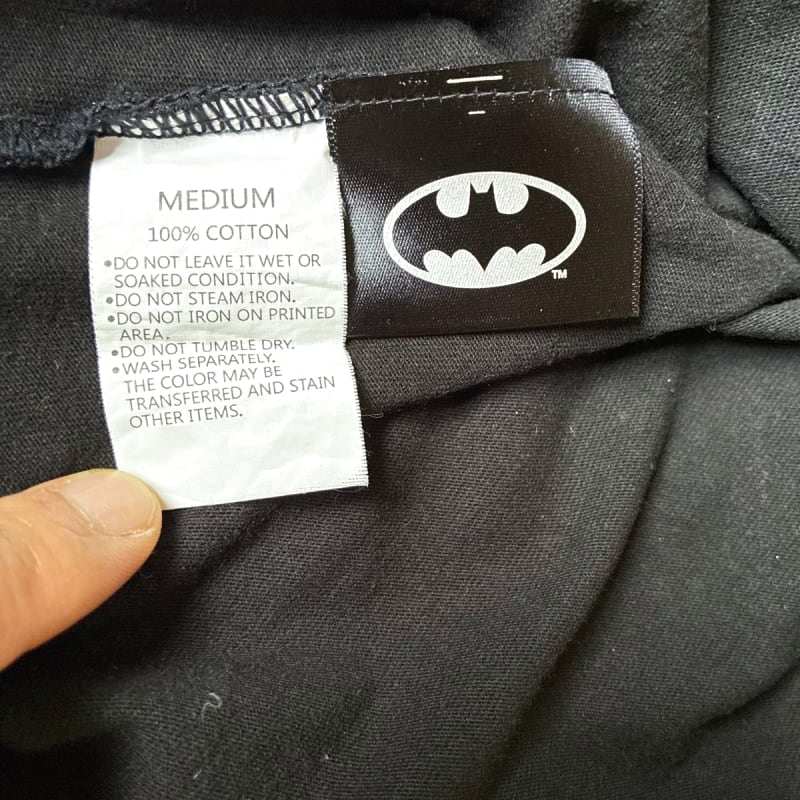 MEDIUM
100% COTTON
•DO NOT LEAVE IT WET OR
SOAKED CONDITION.
•DO NOT STEAM IRON.
•DO NOT IRON ON PRINTED
AREA.
•DO NOT TUMBLE DRY.
•WASH SEPARATELY.
THE COLOR MAY BE
TRANSFERRED AND STAIN
OTHER ITEMS.
TM